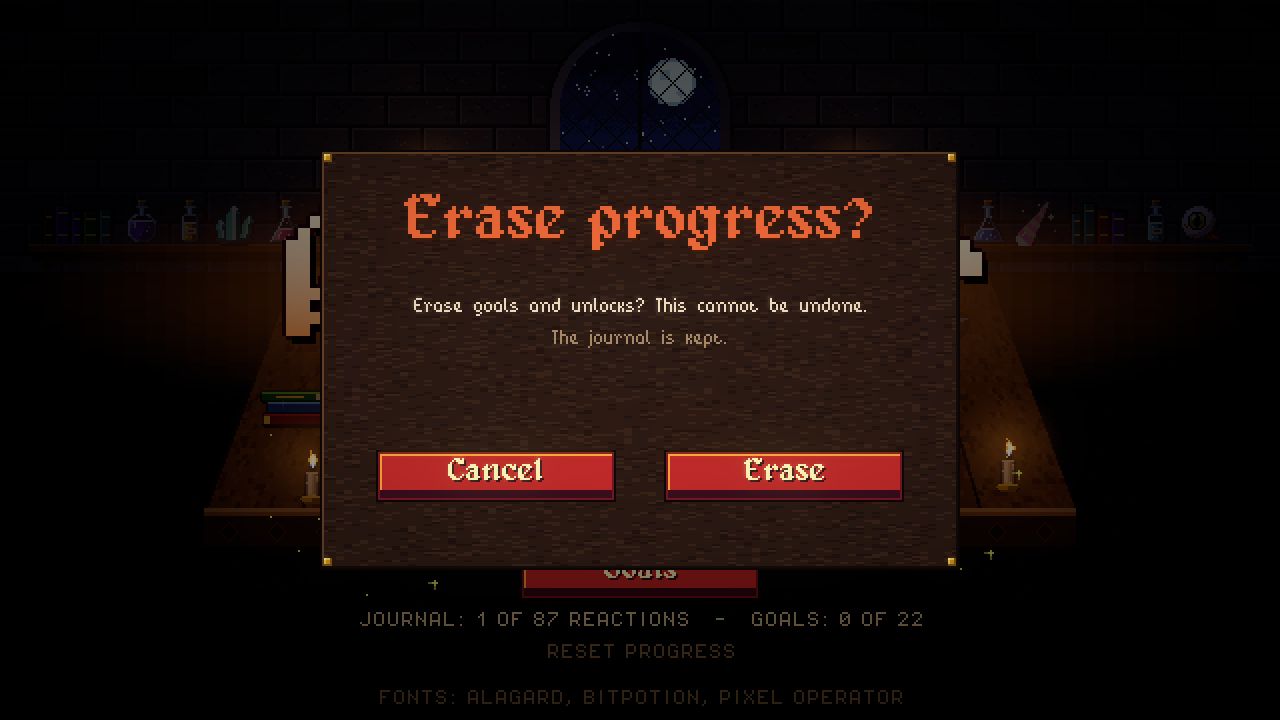 Erase progress?
Erase goals and unlocks? This cannot be undone.
The journal is kept.
Cancel
Erase
Goals
JOURNAL: 1 OF 87 REACTIONS - GOALS: 0 OF 22
RESET PROGRESS
FONTS: ALAGARD, BITPOTION, PIXEL OPERATOR